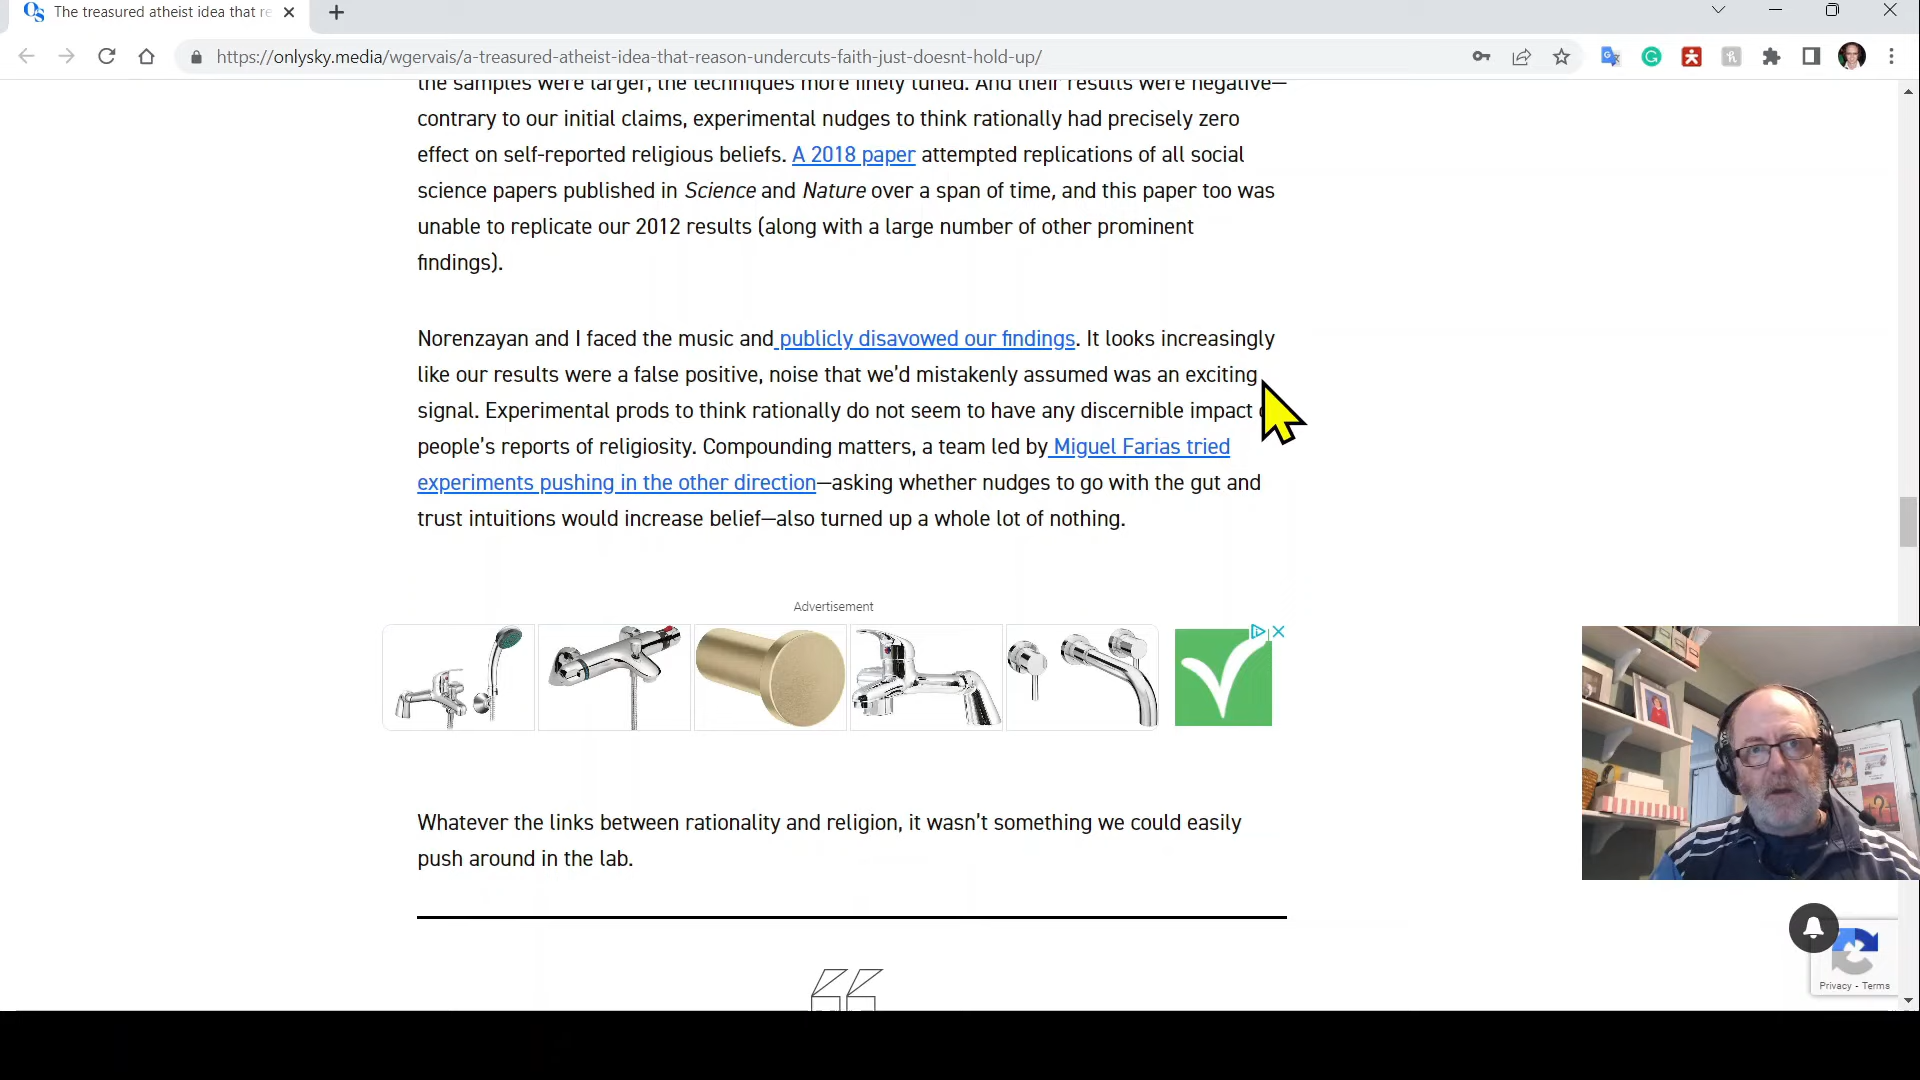 The treasured atheist idea that re
https://onlysky.media/wgervais/a-treasured-atheist-idea-that-reason-undercuts-faith-just-doesnt-hold-up/
the samples were larger, the techniques more finely tuned. And their results were negative—
contrary to our initial claims, experimental nudges to think rationally had precisely zero
effect on self-reported religious beliefs. A 2018 paper attempted replications of all social
science papers published in Science and Nature over a span of time, and this paper too was
unable to replicate our 2012 results (along with a large number of other prominent
findings).
Norenzayan and I faced the music and publicly disavowed our findings. It looks increasingly
like our results were a false positive, noise that we’d mistakenly assumed was an exciting
signal. Experimental prods to think rationally do not seem to have any discernible impact
people’s reports of religiosity. Compounding matters, a team led by Miguel Farias tried
experiments pushing in the other direction—asking whether nudges to go with the gut and
trust intuitions would increase belief—also turned up a whole lot of nothing.
Advertisement
Whatever the links between rationality and religion, it wasn’t something we could easily
push around in the lab.
Privacy - Terms